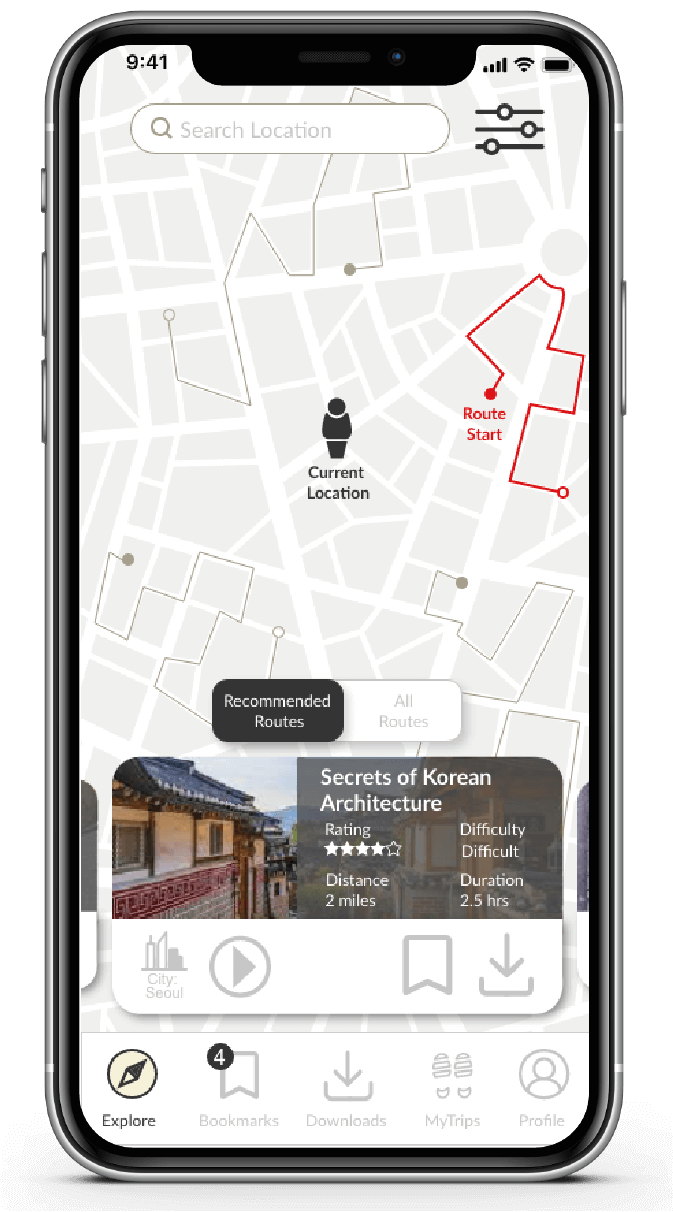 9:41
Search Location
Route
Start
Current
Location
Recommended
Routes
All
Routes
Secrets of Korean
Architecture
Rating
Difficulty
Difficult
Distance
2 miles
Duration
2.5 hrs
City:
Seoul
4
Explore
Bookmarks
Downloads
MyTrips
Profile